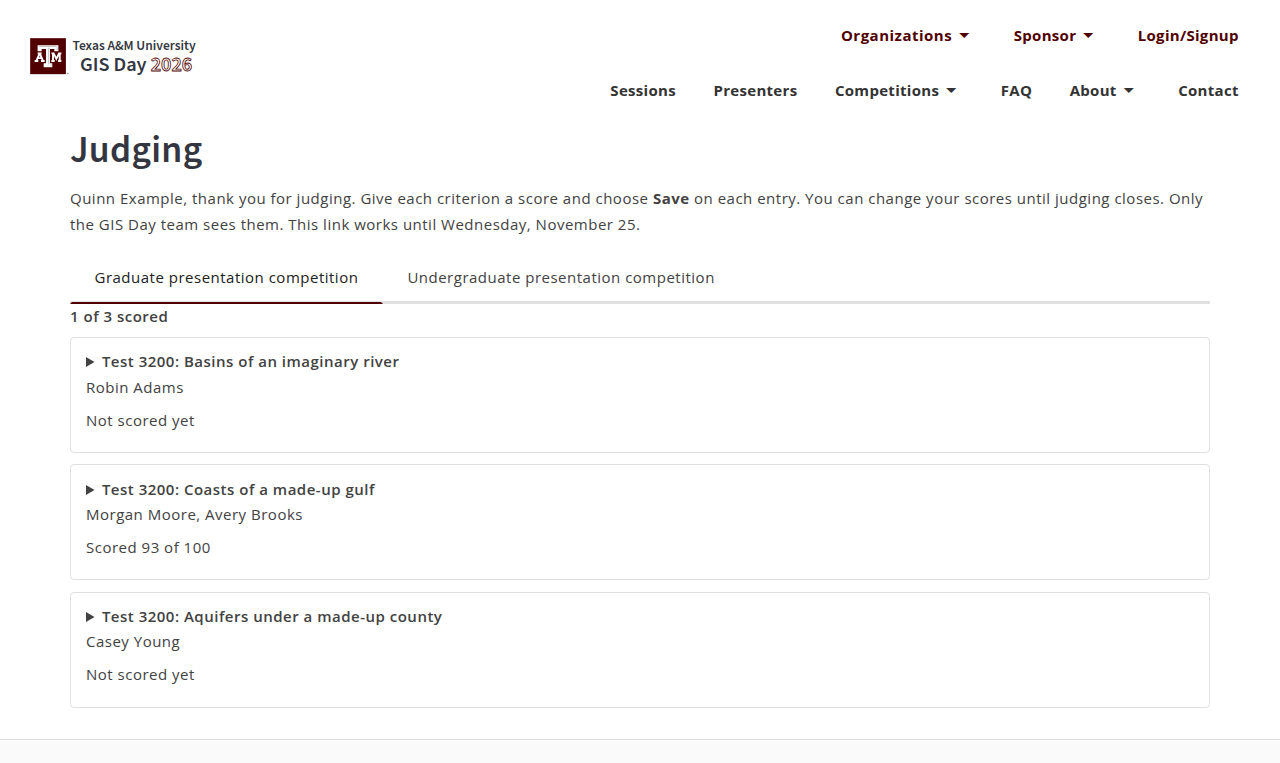 Texas A&M University
GIS Day 2026
Organizations
Sponsor
Login/Signup
Sessions
Presenters
Competitions
FAQ
About
Contact
Judging
Quinn Example, thank you for judging. Give each criterion a score and choose Save on each entry. You can change your scores until judging closes. Only
the GIS Day team sees them. This link works until Wednesday, November 25.
Graduate presentation competition
Undergraduate presentation competition
1 of 3 scored
Test 3200: Basins of an imaginary river
Robin Adams
Not scored yet
Test 3200: Coasts of a made-up gulf
Morgan Moore, Avery Brooks
Scored 93 of 100
Test 3200: Aquifers under a made-up county
Casey Young
Not scored yet